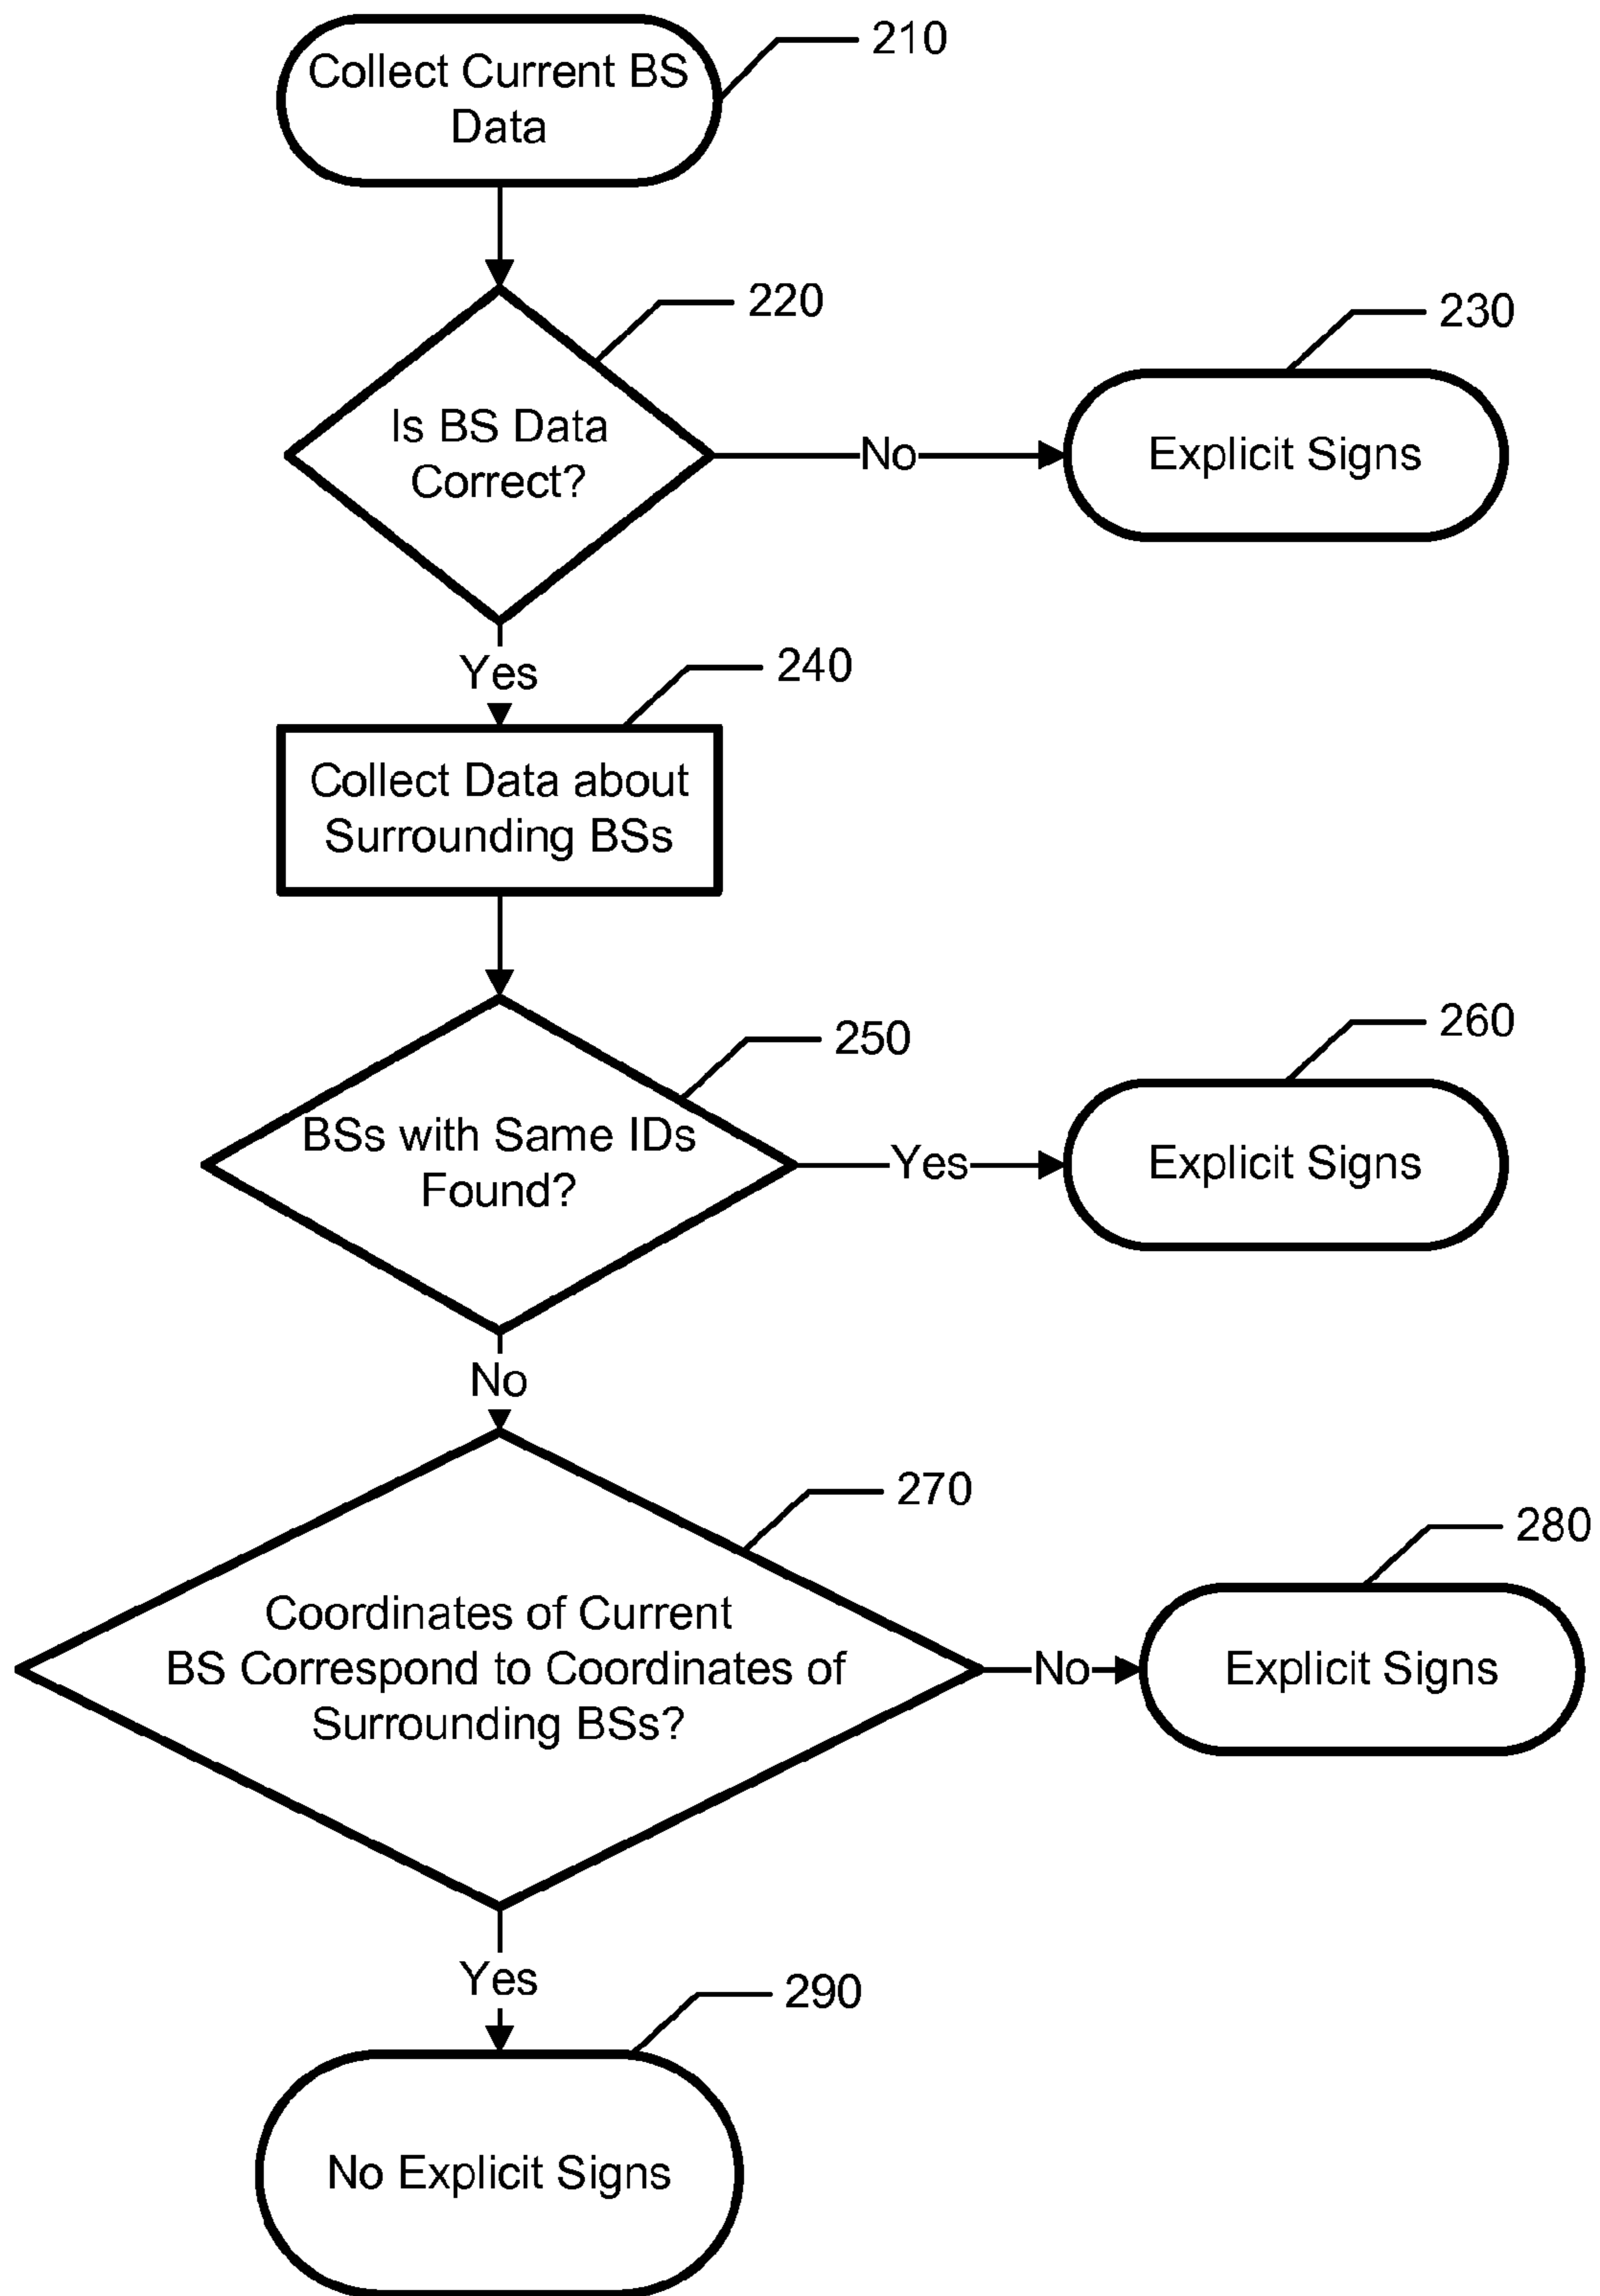 210
Collect Current BS
Data
220
230
Is BS Data
Correct?
No
Explicit Signs
Yes
240
Collect Data about
Surrounding BSs
250
260
BSs with Same IDs
Found?
Yes
Explicit Signs
No
270
280
Coordinates of Current
BS Correspond to Coordinates of
Surrounding BSs?
No
Explicit Signs
Yes
290
No Explicit Signs